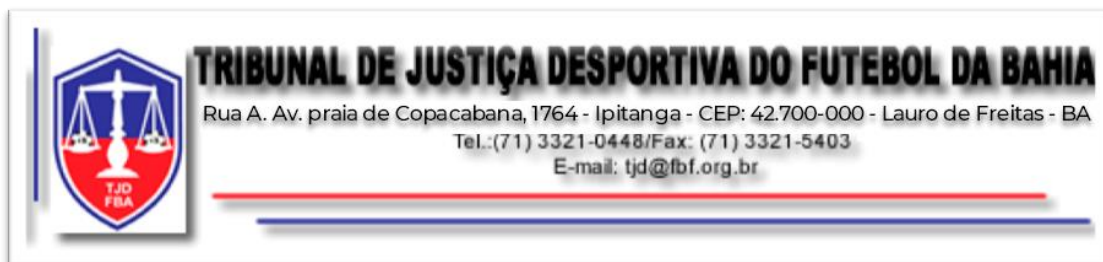 TRIBUNAL DE JUSTIÇA DESPORTIVA DO FUTEBOL DA BAHIA
Rua A. Av. praia de Copacabana, 1764 - Ipitanga - CEP: 42.700-000 - Lauro de Freitas - BA
Tel.:(71) 3321-0448/Fax: (71) 3321-5403
E-mail: tjd@fbf.org.br
TJD
FBA